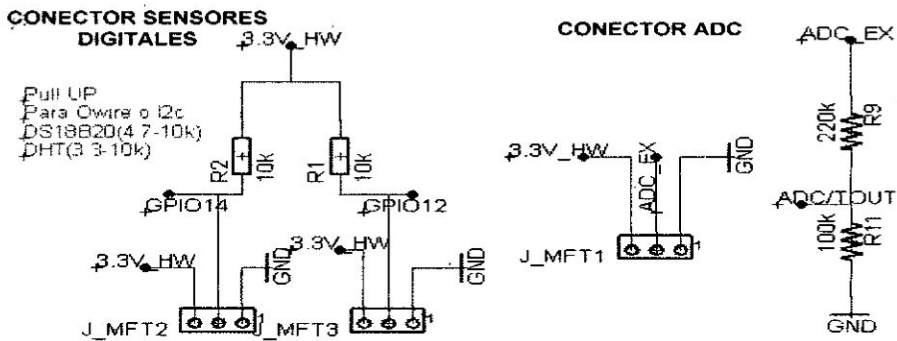 CONECTOR SENSORES
DIGITALES
3.3V_HW
Pull UP
Para Owire o I2c
DS18B20(4.7-10k)
DHT(3.3-10k)
R2
10k
R1
10k
GPIO14
GPIO12
3.3V_HW
GND
3.3V_HW
GND
J_MFT2
1
J_MFT3
1
CONECTOR ADC
3.3V_HW
ADC_EX
GND
J_MFT1
1
ADC_EX
220k
R9
ADC/TOUT
100k
R11
GND